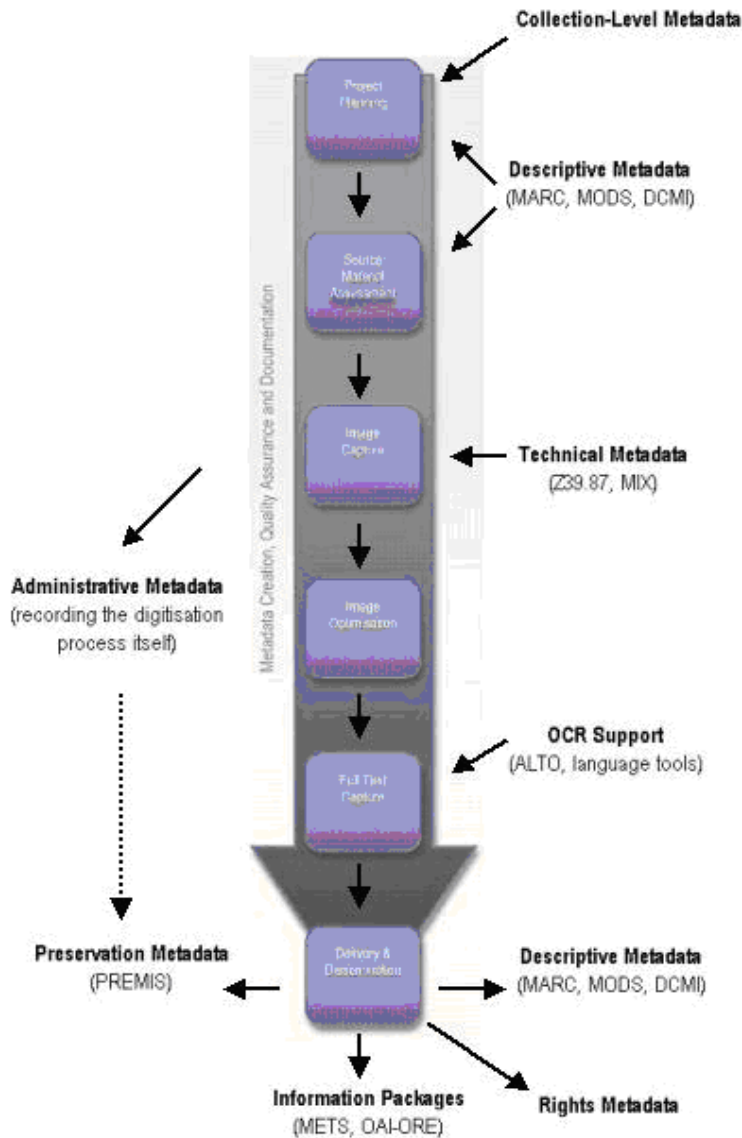 Collection-Level Metadata
Project
Planning
Descriptive Metadata
(MARC, MODS, DCMI)
Source
Material
Assessment
Metadata Creation, Quality Assurance and Documentation
Image
Capture
Technical Metadata
(Z39.87, MIX)
Administrative Metadata
(recording the digitisation
process itself)
Image
Optimisation
OCR Support
(ALTO, language tools)
Full Text
Capture
Preservation Metadata
(PREMIS)
Delivery &
Descriptive Metadata
(MARC, MODS, DCMI)
Information Packages
(METS, OAI-ORE)
Rights Metadata